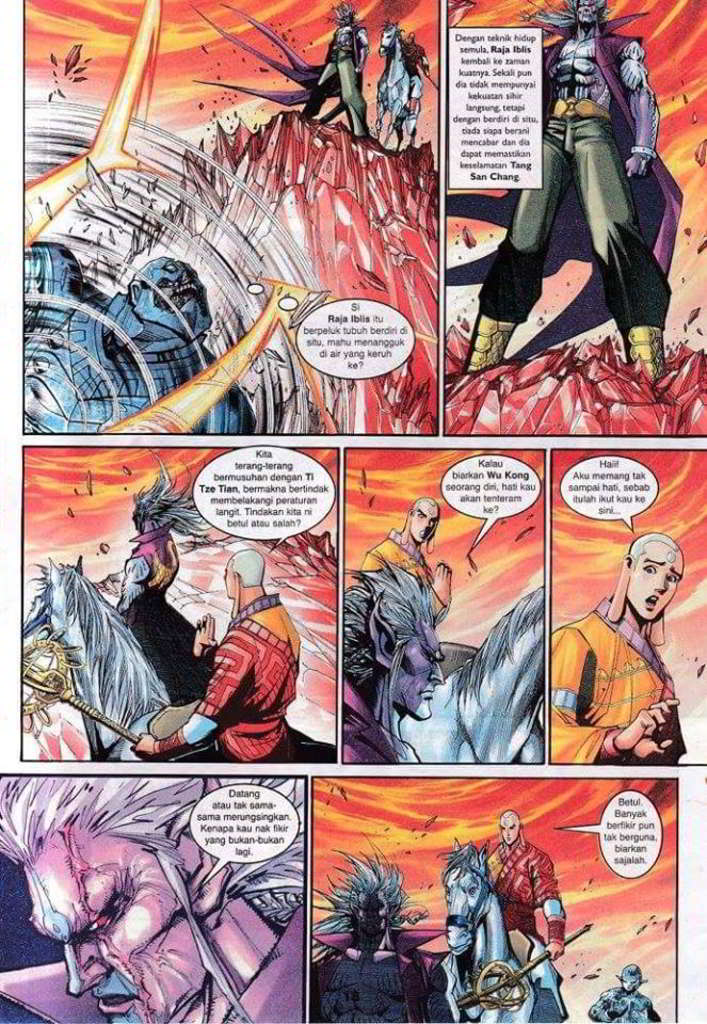 Si
Raja Iblis itu
berpeluk tubuh berdiri di
situ, mahu menangguk
di air yang keruh
ke?
Dengan teknik hidup
semula, Raja Iblis
kembali ke zaman
kuatnya. Sekali pun
dia tidak mempunyai
kekuatan sihir
langsung, tetapi
dengan berdiri di situ,
tiada siapa berani
mencabar dan dia
dapat memastikan
keselamatan Tang
San Chang.
Kita
terang-terang
bermusuhan dengan Ti
Tze Tian, bermakna bertindak
membelakangi peraturan
langit. Tindakan kita ni
betul atau salah?
Kalau
biarkan Wu Kong
seorang diri, hati kau
akan tenteram
ke?
Haii!
Aku memang tak
sampai hati, sebab
itulah ikut kau ke
sini...
Datang
atau tak sama-
sama merungsingkan.
Kenapa kau nak fikir
yang bukan-bukan
lagi.
Betul.
Banyak
berfikir pun
tak berguna,
biarkan
sajalah.